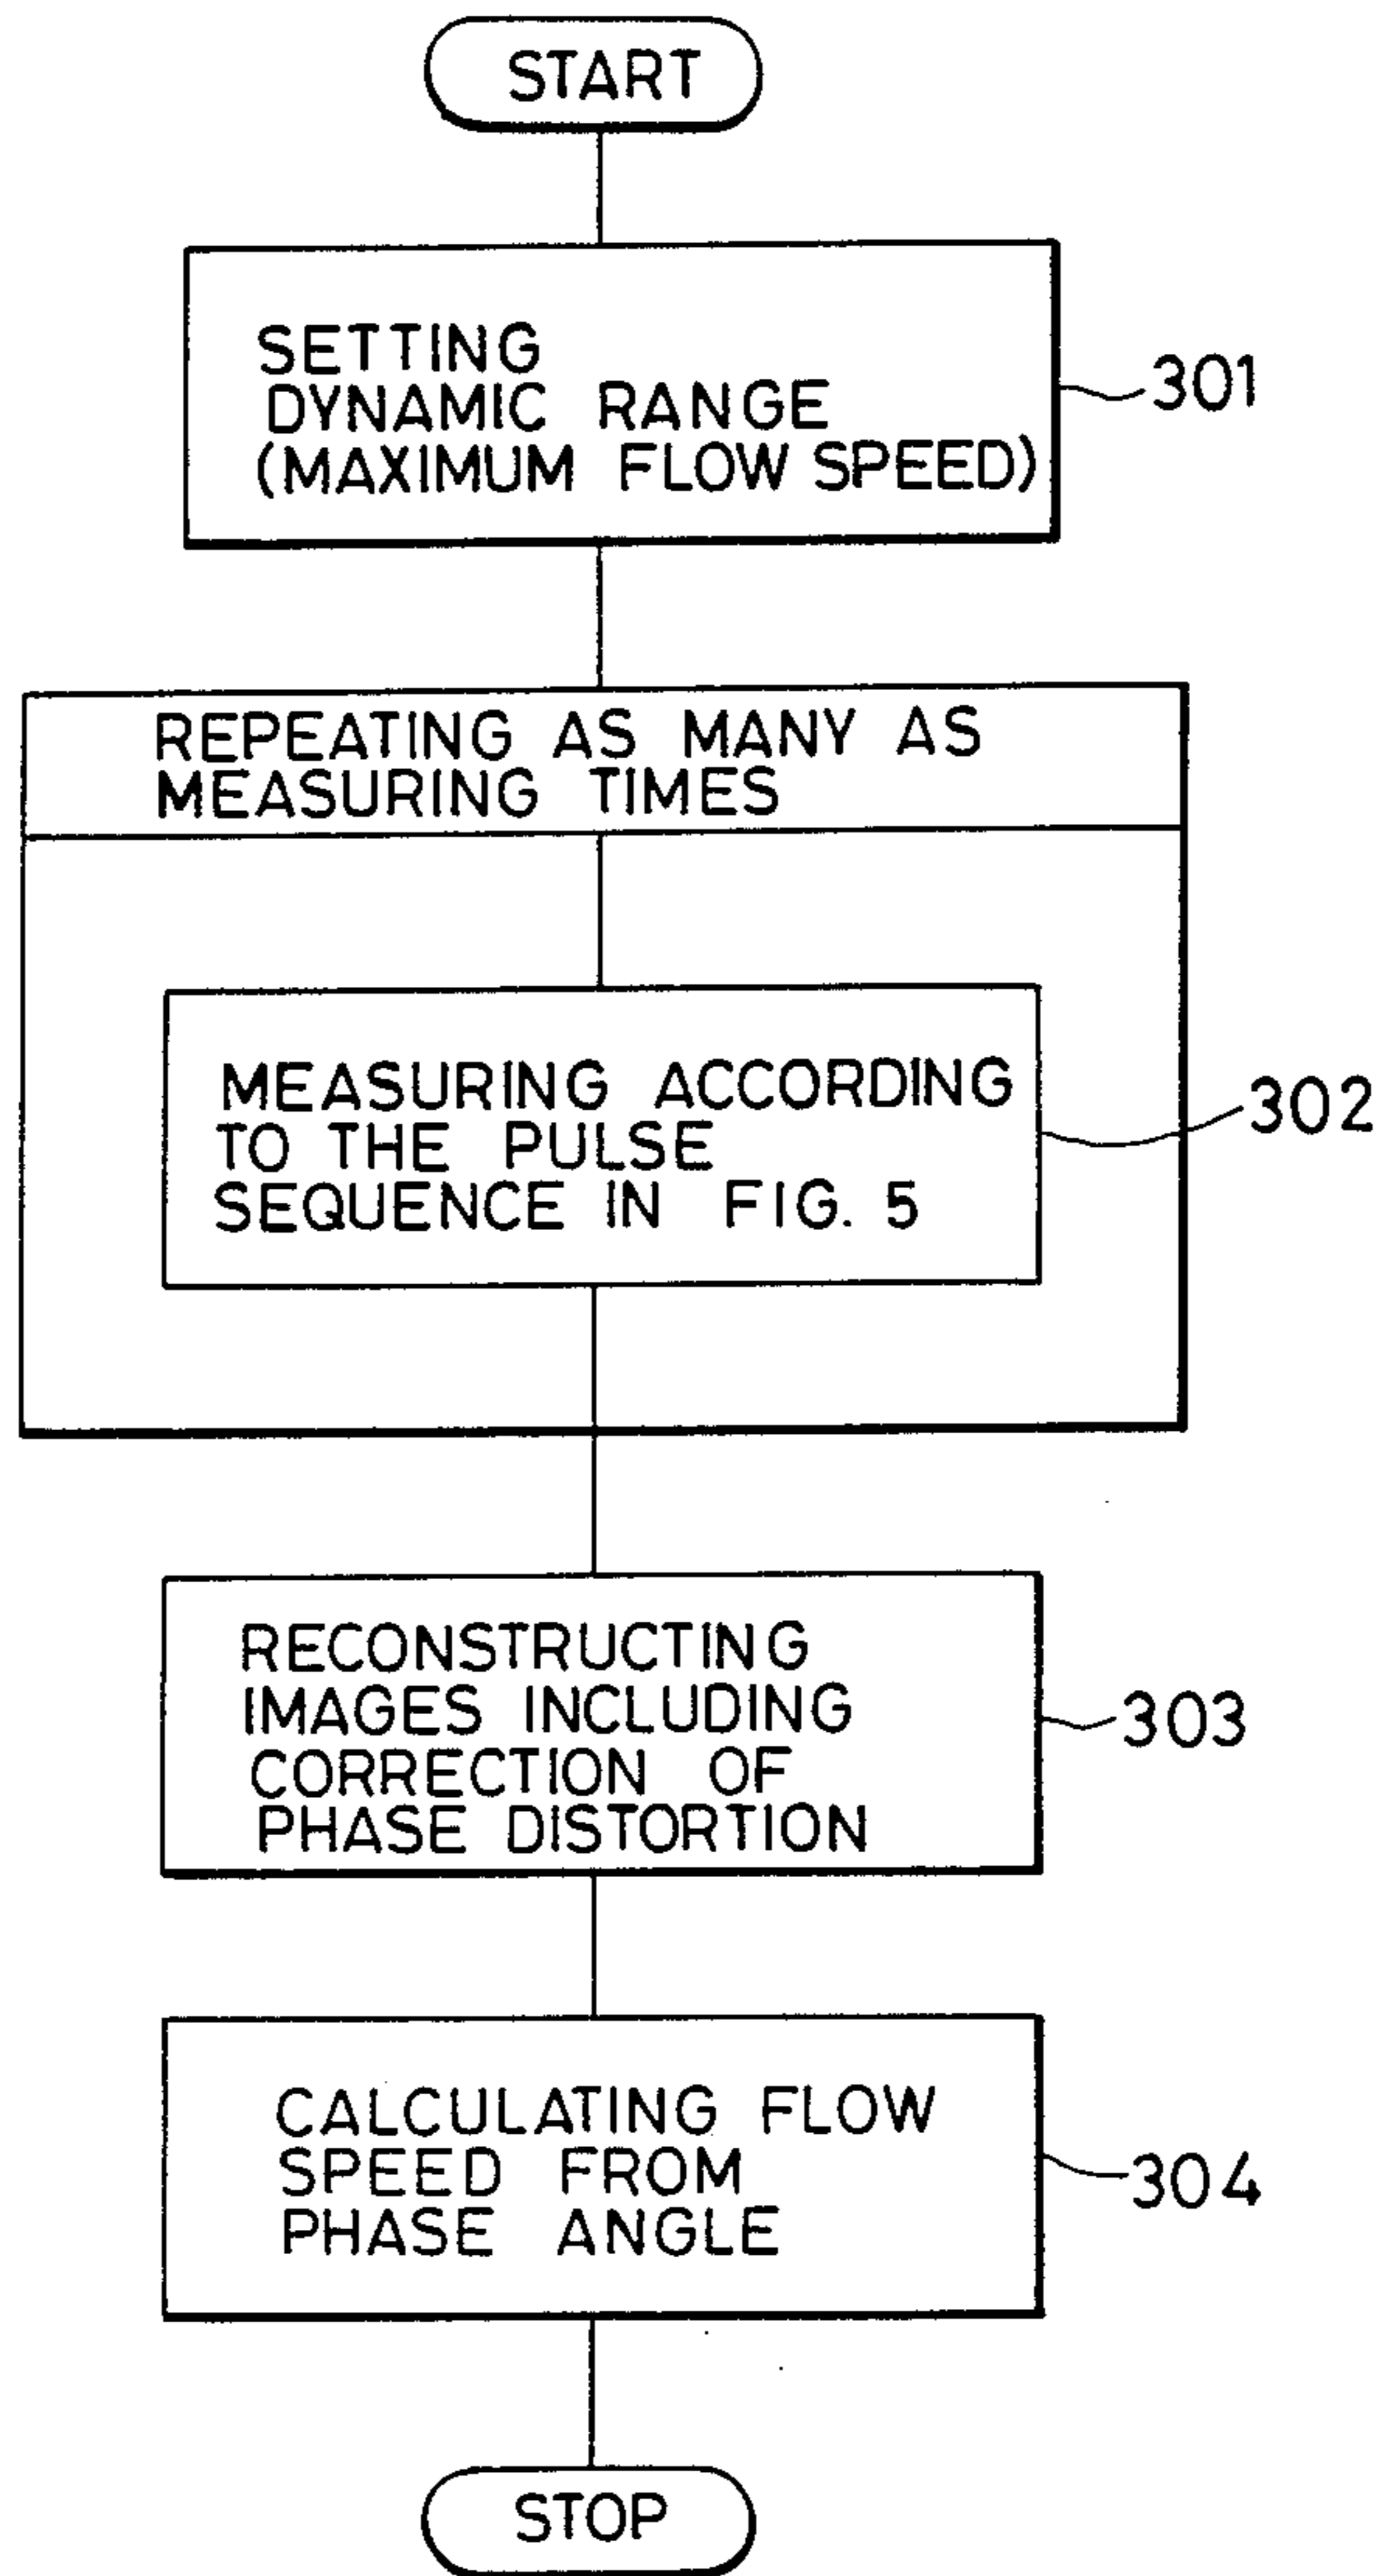 START
SETTING
DYNAMIC RANGE
(MAXIMUM FLOW SPEED)
301
REPEATING AS MANY AS
MEASURING TIMES
MEASURING ACCORDING
TO THE PULSE
SEQUENCE IN FIG. 5
302
RECONSTRUCTING
IMAGES INCLUDING
CORRECTION OF
PHASE DISTORTION
303
CALCULATING FLOW
SPEED FROM
PHASE ANGLE
304
STOP